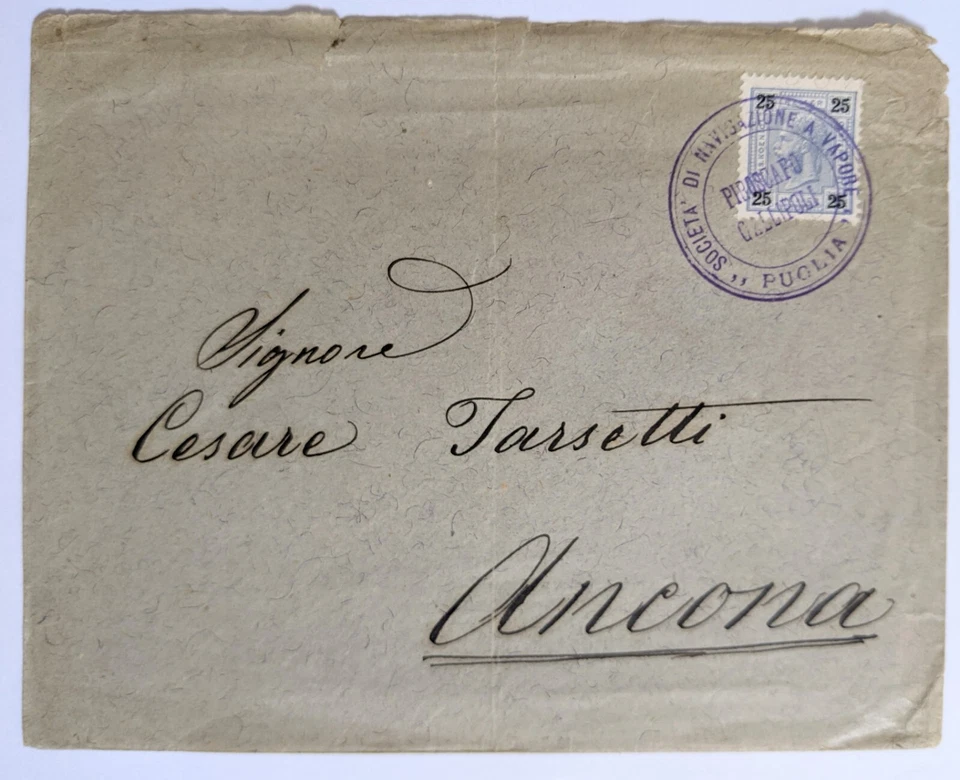 25 25
25 25
SOCIETA' DI NAVIGAZIONE A VAPORE
„ PUGLIA „
PIROSCAFO
GALLIPOLI
Signore
Cesare Tarsetti
Ancona